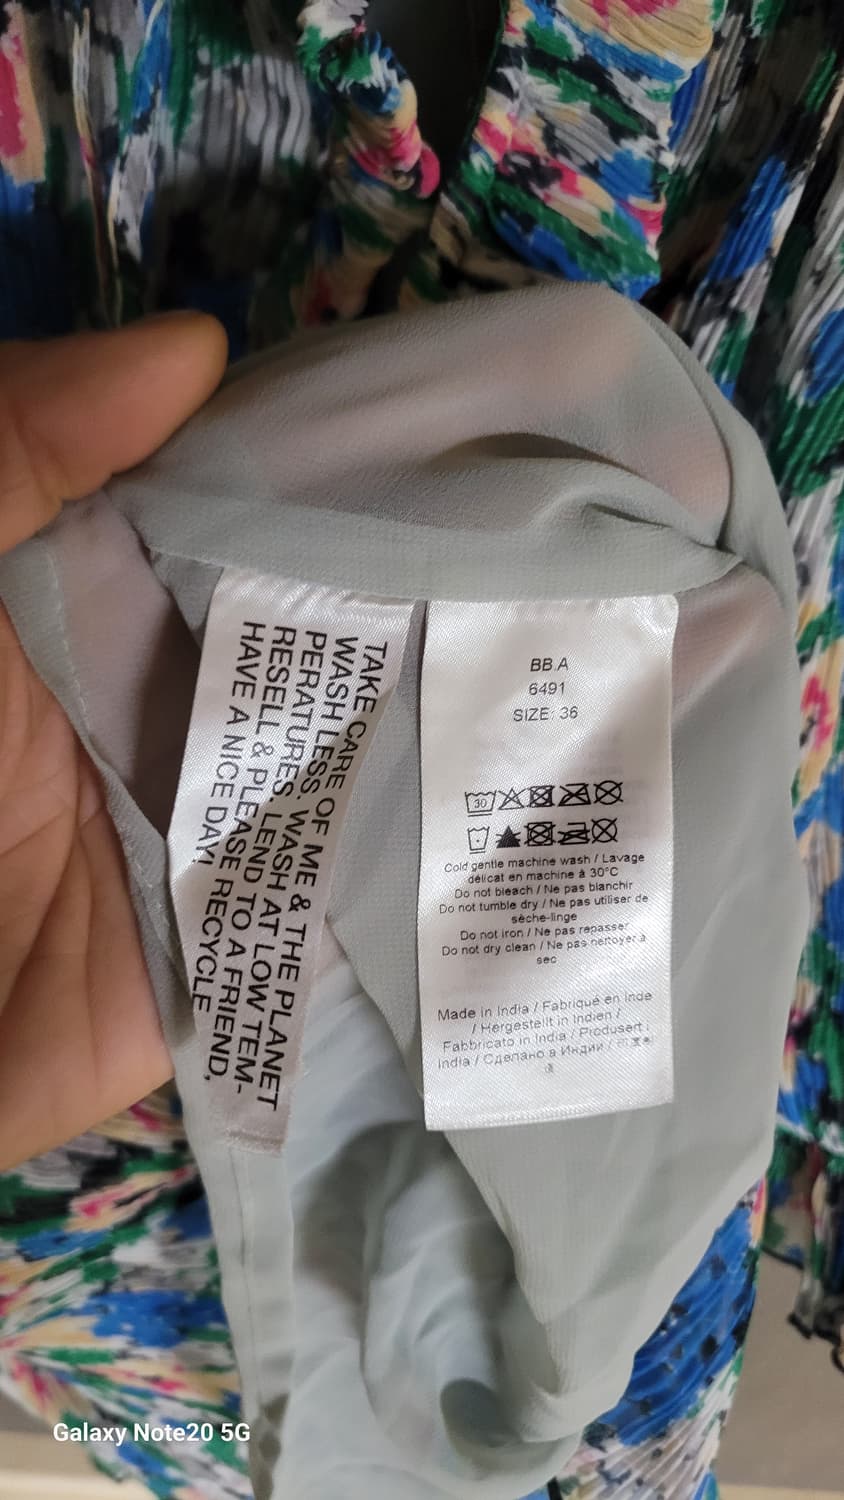 TAKE CARE OF ME & THE PLANET
WASH LESS. WASH AT LOW TEM-
PERATURES. LEND TO A FRIEND,
RESELL & PLEASE RECYCLE
HAVE A NICE DAY!
BB.A
6491
SIZE: 36
30
Cold gentle machine wash / Lavage
délicat en machine à 30°C
Do not bleach / Ne pas blanchir
Do not tumble dry / Ne pas utiliser de
sèche-linge
Do not iron / Ne pas repasser
Do not dry clean / Ne pas nettoyer à
sec
Made in India / Fabriqué en Inde
/ Hergestellt in Indien /
Fabbricato in India / Produsert i
India / Сделано в Индии /
Galaxy Note20 5G